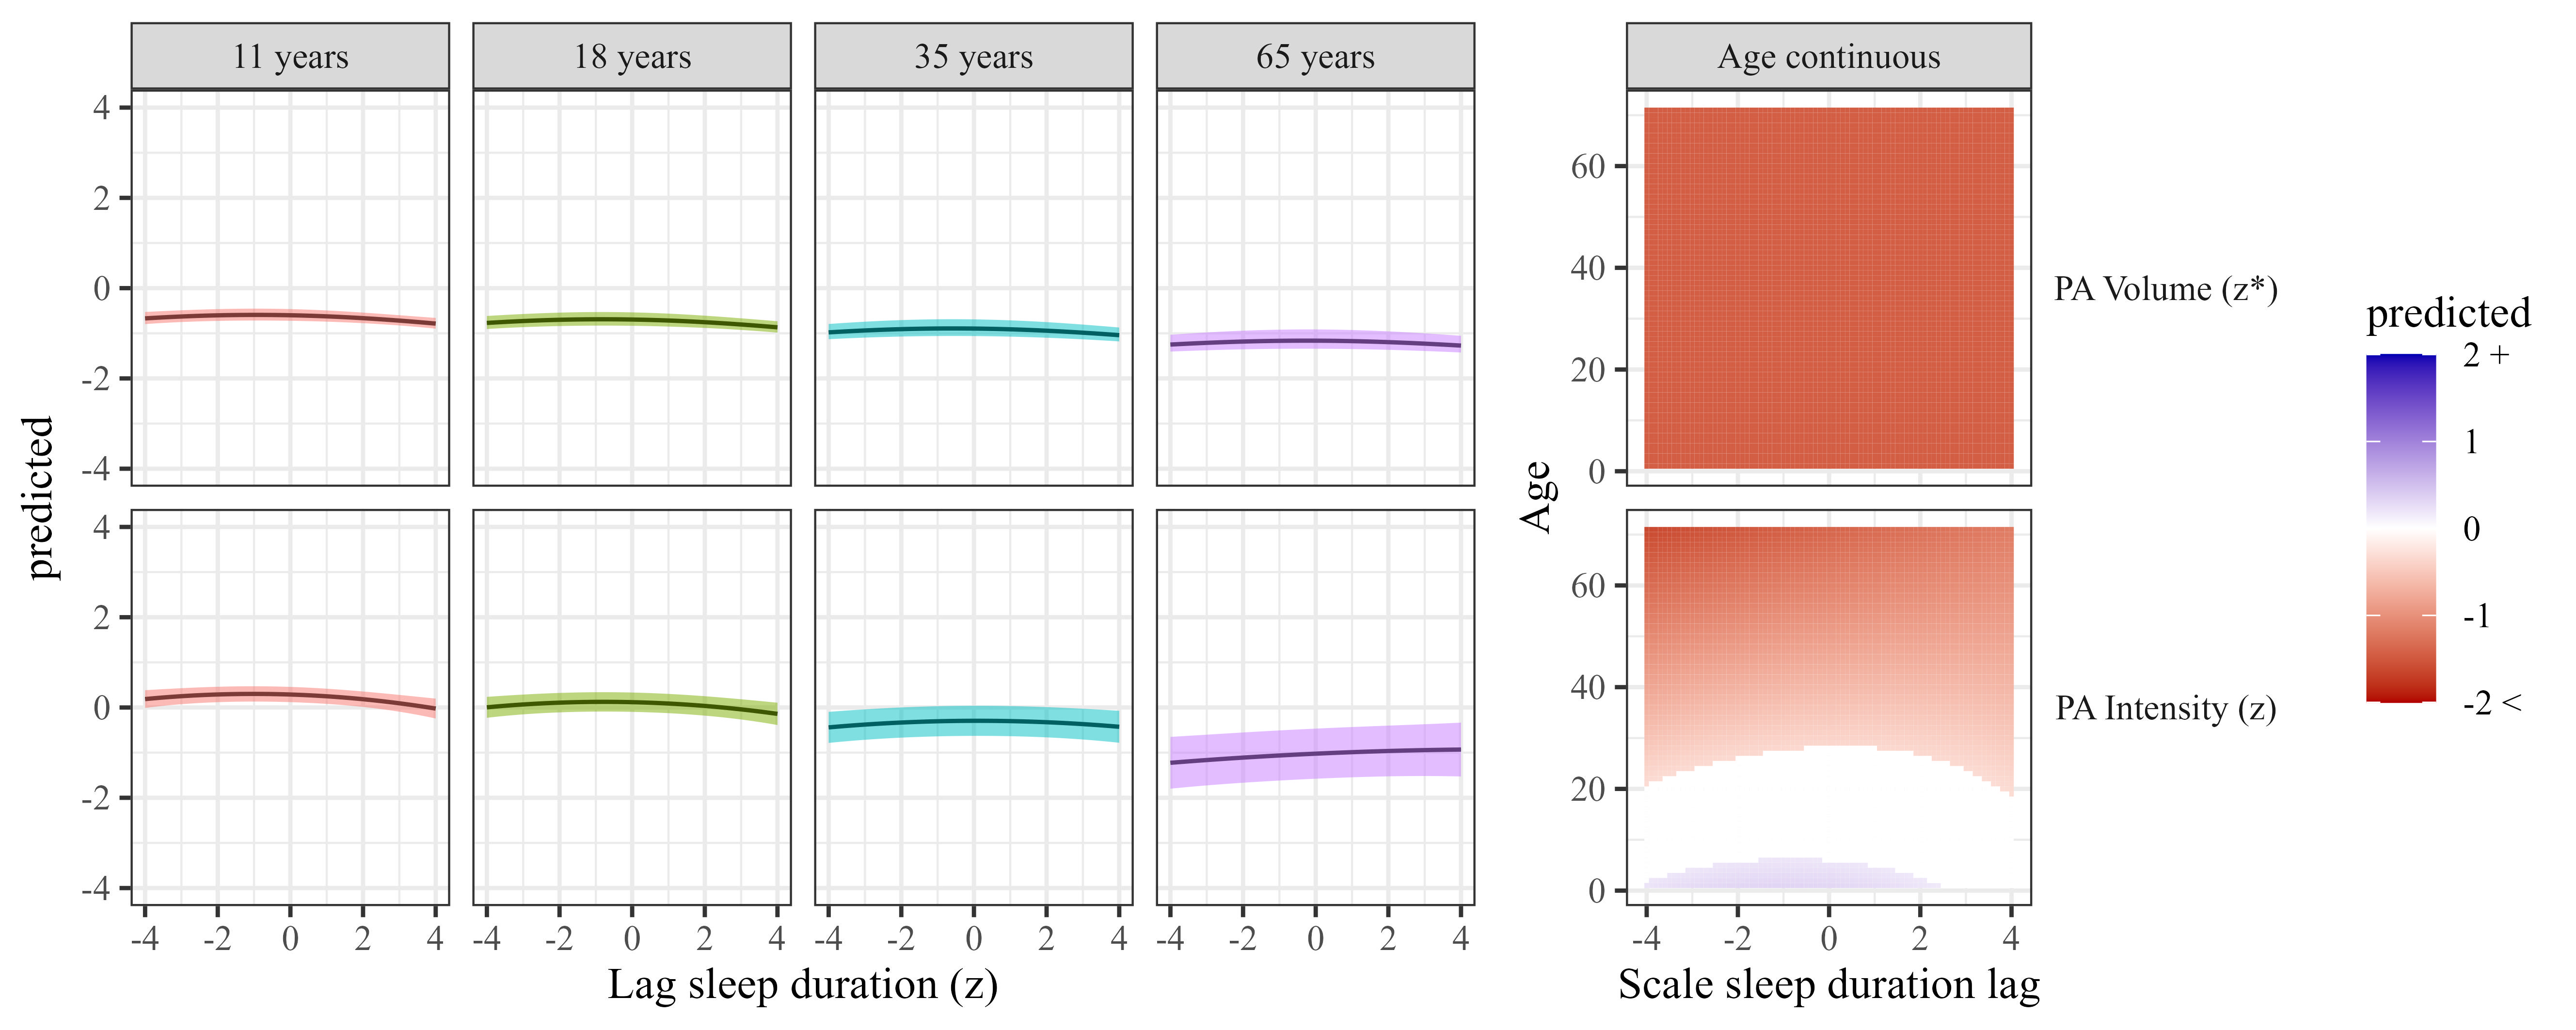 11 years
18 years
35 years
65 years
Age continuous
predicted
4
2
0
-2
-4
4
2
0
-2
-4
-4 -2 0 2 4
-4 -2 0 2 4
-4 -2 0 2 4
-4 -2 0 2 4
Lag sleep duration (z)
Age
60
40
20
0
60
40
20
0
-4 -2 0 2 4
Scale sleep duration lag
PA Volume (z*)
PA Intensity (z)
predicted
2 +
1
0
-1
-2 <